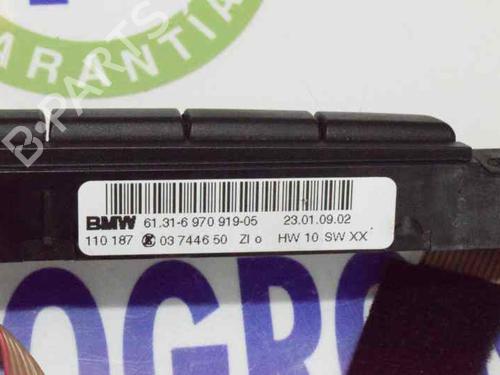 GARANTIA
B-PARTS
BMW 61.31-6 970 919-05 23.01.09.02
110 187 03 7446 50 ZI o HW 10 SW XX
OGRO